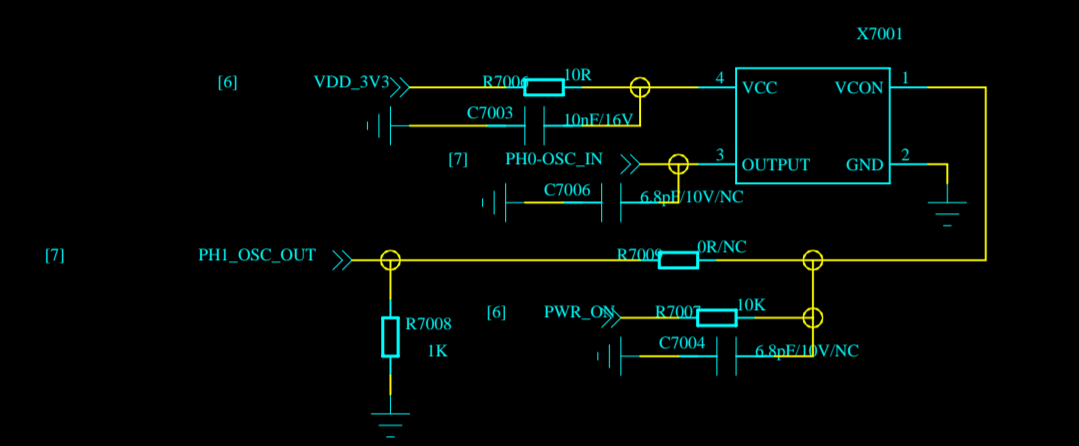 X7001
[6] VDD_3V3 R7006 10R 4 VCC VCON 1
C7003 10nF/16V
[7] PH0-OSC_IN 3 OUTPUT GND 2
C7006 6.8pF/10V/NC
[7] PH1_OSC_OUT R7009 0R/NC
[6] PWR_ON R7007 10K
R7008
1K
C7004 6.8pF/10V/NC